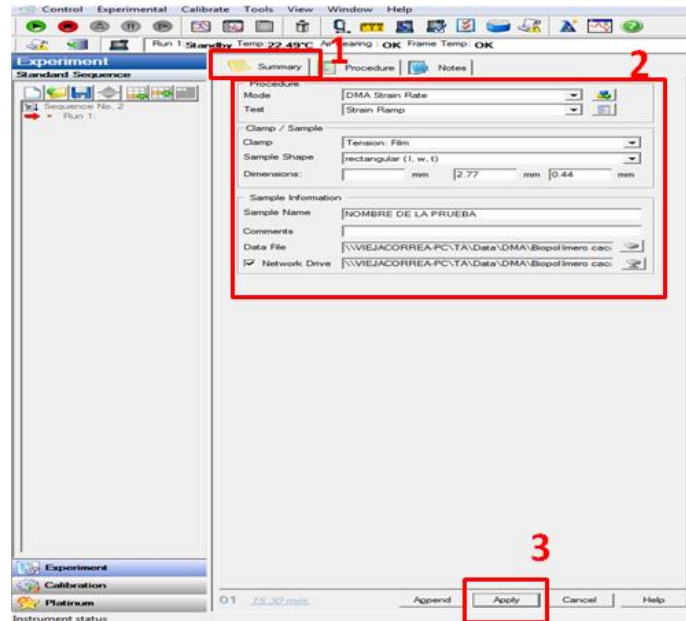 Control Experimental Calibrate Tools View Window Help
Run 1 Standby Temp: 22.49°C Air Bearing : OK Frame Temp: OK
1
Experiment
Standard Sequence
Summary Procedure Notes
2
Sequence No. 2
Run 1
Procedure
Mode DMA Strain Rate
Test Strain Ramp
Clamp / Sample
Clamp Tension: Film
Sample Shape rectangular (l, w, t)
Dimensions: mm 2.77 mm 0.44 mm
Sample Information
Sample Name NOMBRE DE LA PRUEBA
Comments
Data File \\VIEJACORREA-PC\TA\Data\DMA\Biopolímero cac
Network Drive \\VIEJACORREA-PC\TA\Data\DMA\Biopolímero cac
3
Experiment
Calibration
Platinum
01 15.30 min Append Apply Cancel Help
Instrument status